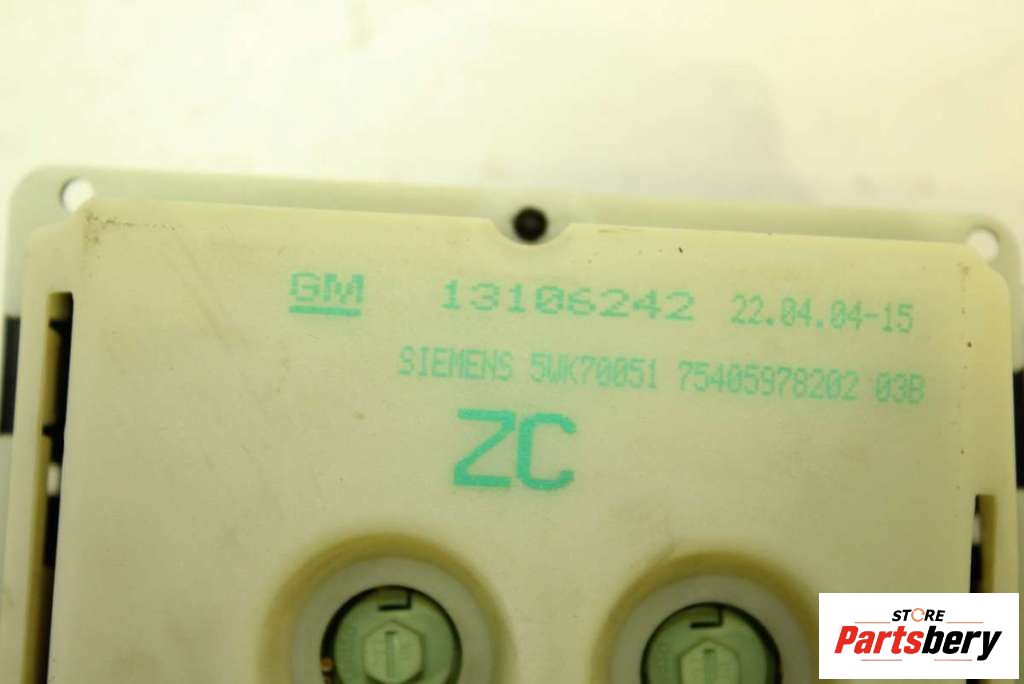 GM 13106242 22.04.04-15
SIEMENS 5WK70051 75405978202 03B
ZC
STORE
Partsbery